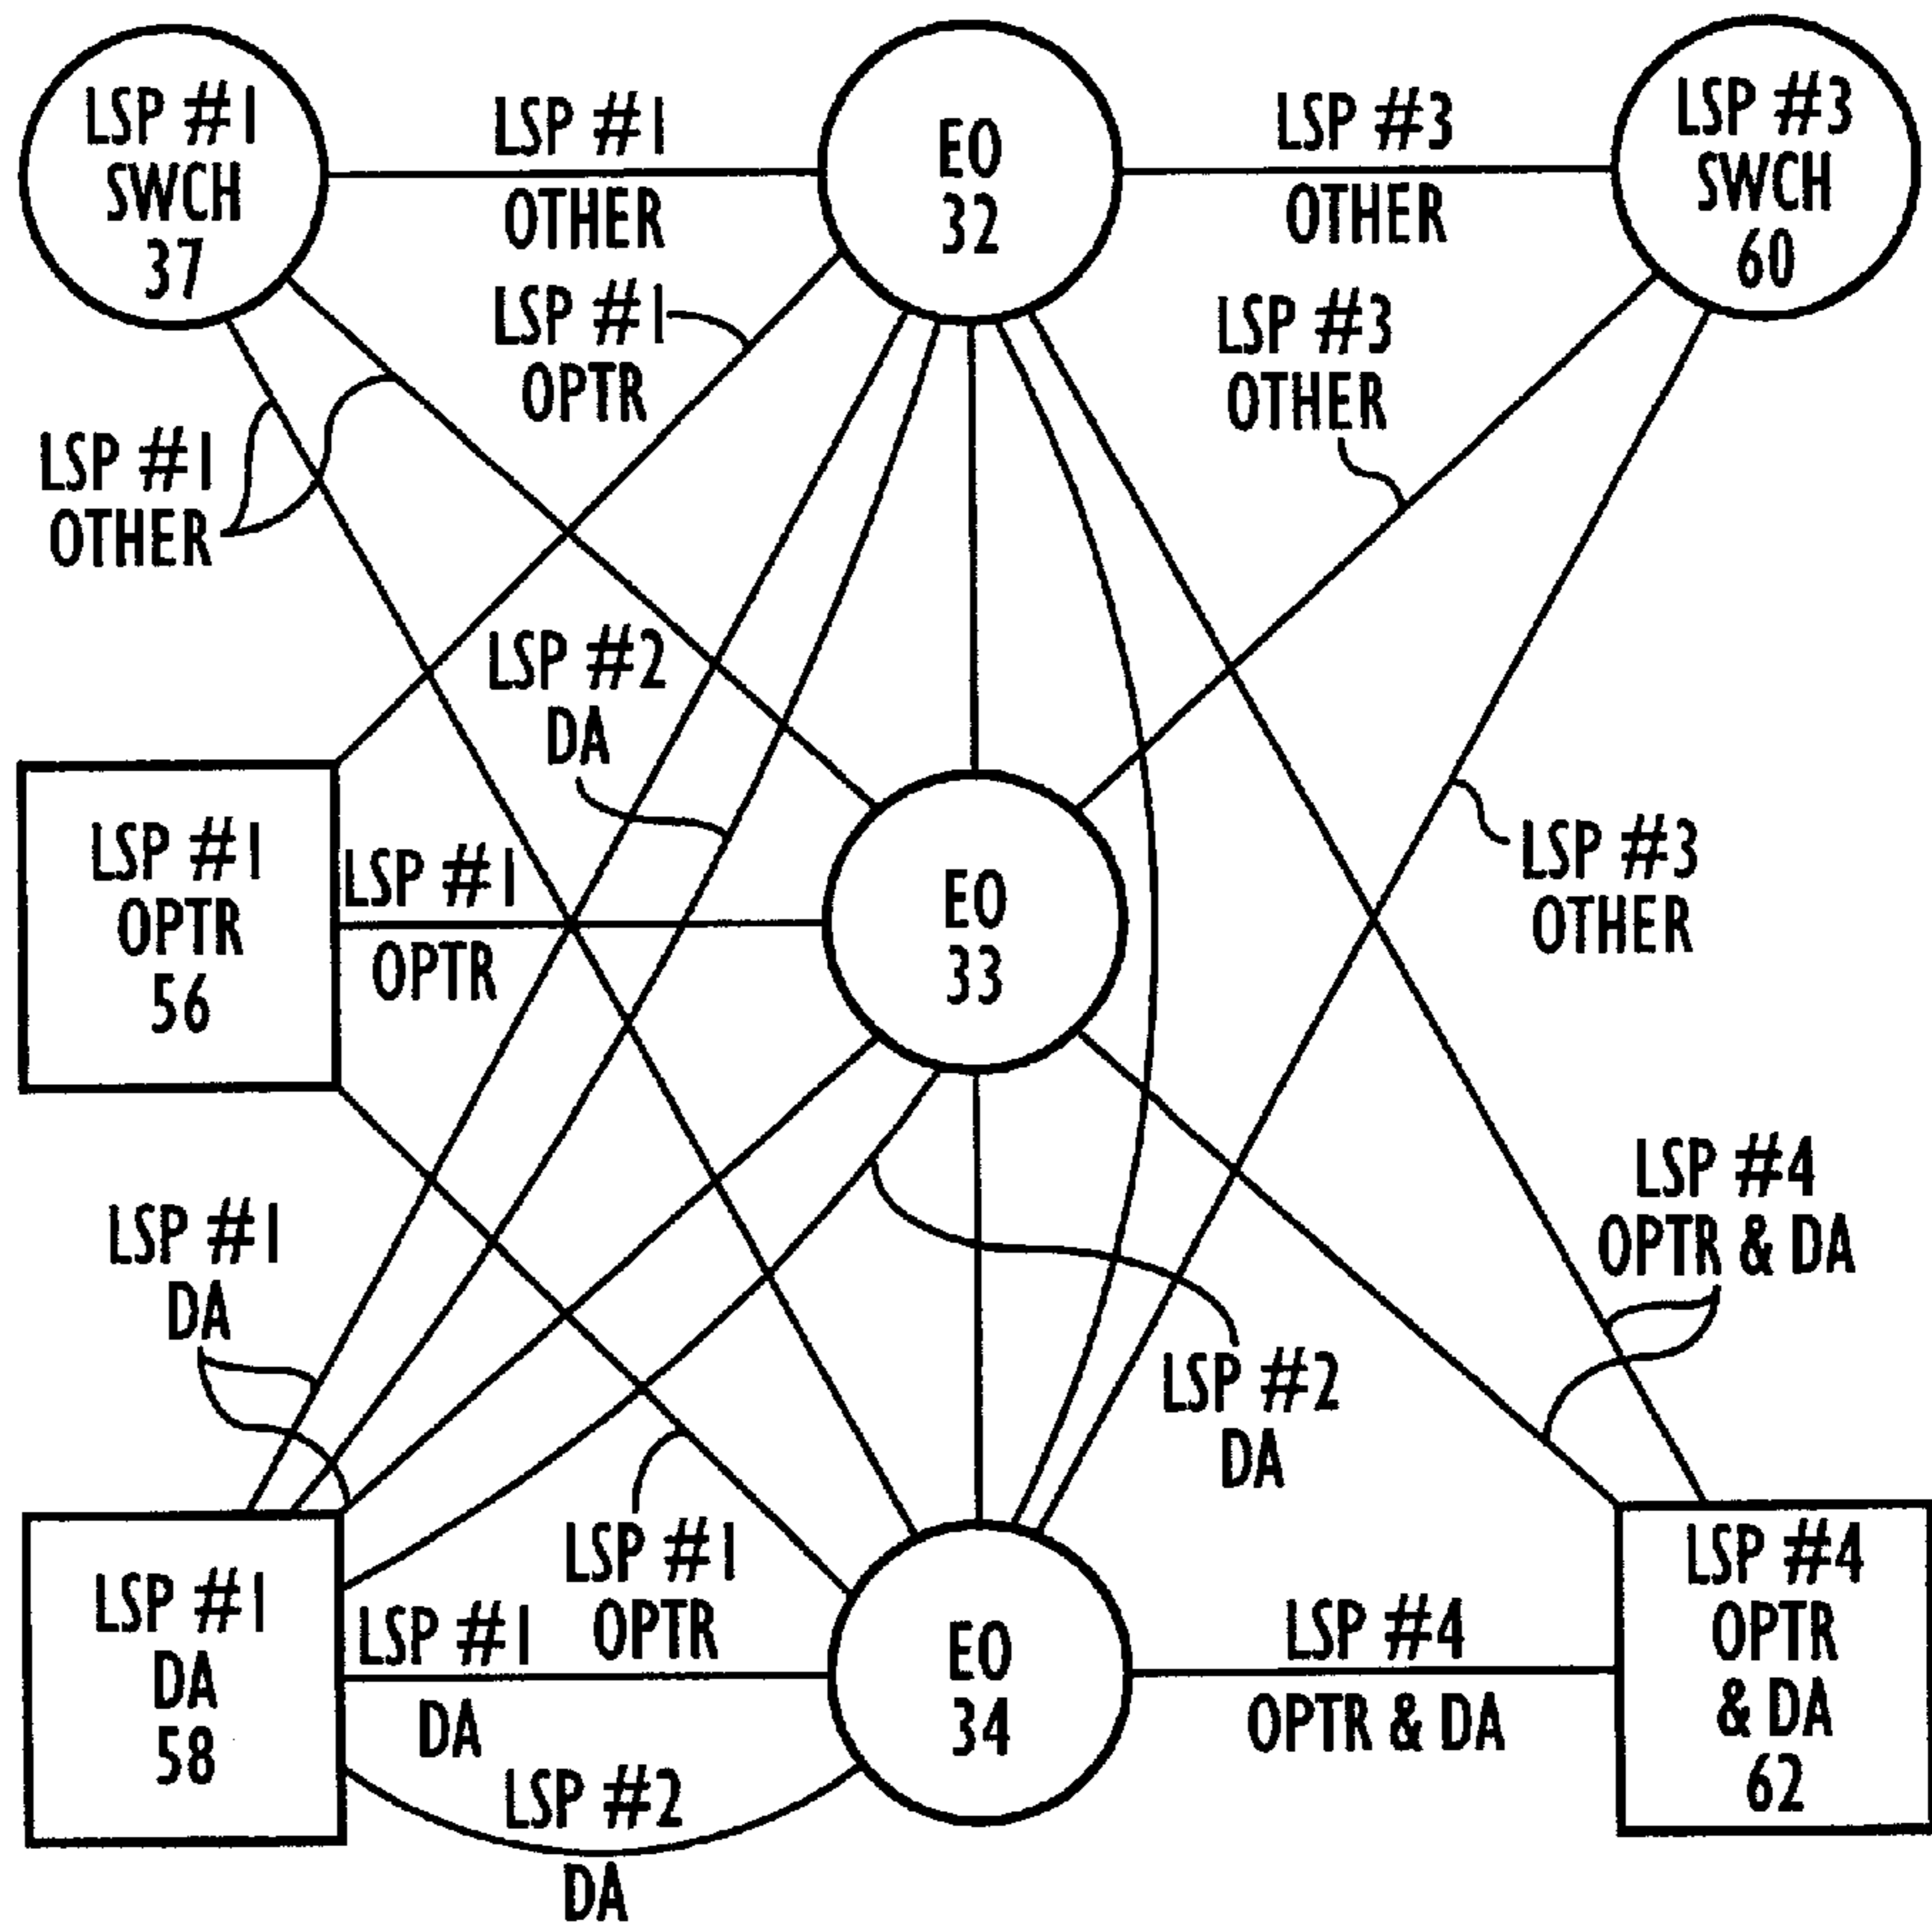 LSP #1
SWCH
37
LSP #1
OTHER
EO
32
LSP #3
OTHER
LSP #3
SWCH
60
LSP #1
OPTR
LSP #3
OTHER
LSP #1
OTHER
LSP #2
DA
LSP #1
OPTR
56
LSP #1
OPTR
EO
33
LSP #3
OTHER
LSP #4
OPTR & DA
LSP #1
DA
LSP #2
DA
LSP #1
DA
58
LSP #1
OPTR
LSP #1
DA
EO
34
LSP #4
OPTR & DA
LSP #4
OPTR
& DA
62
LSP #2
DA